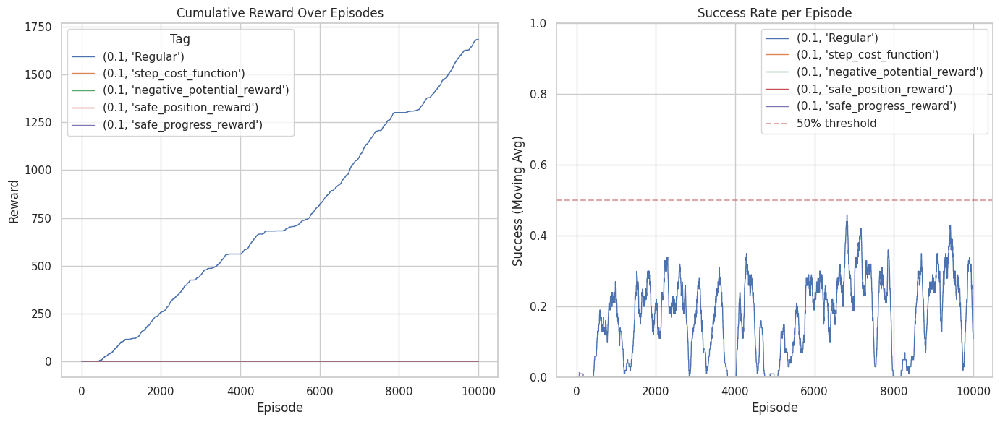 Cumulative Reward Over Episodes
1750
1500
1250
1000
750
500
250
0
Reward
Tag
(0.1, 'Regular')
(0.1, 'step_cost_function')
(0.1, 'negative_potential_reward')
(0.1, 'safe_position_reward')
(0.1, 'safe_progress_reward')
0 2000 4000 6000 8000 10000
Episode
Success Rate per Episode
1.0
0.8
0.6
0.4
0.2
0.0
Success (Moving Avg)
(0.1, 'Regular')
(0.1, 'step_cost_function')
(0.1, 'negative_potential_reward')
(0.1, 'safe_position_reward')
(0.1, 'safe_progress_reward')
50% threshold
0 2000 4000 6000 8000 10000
Episode